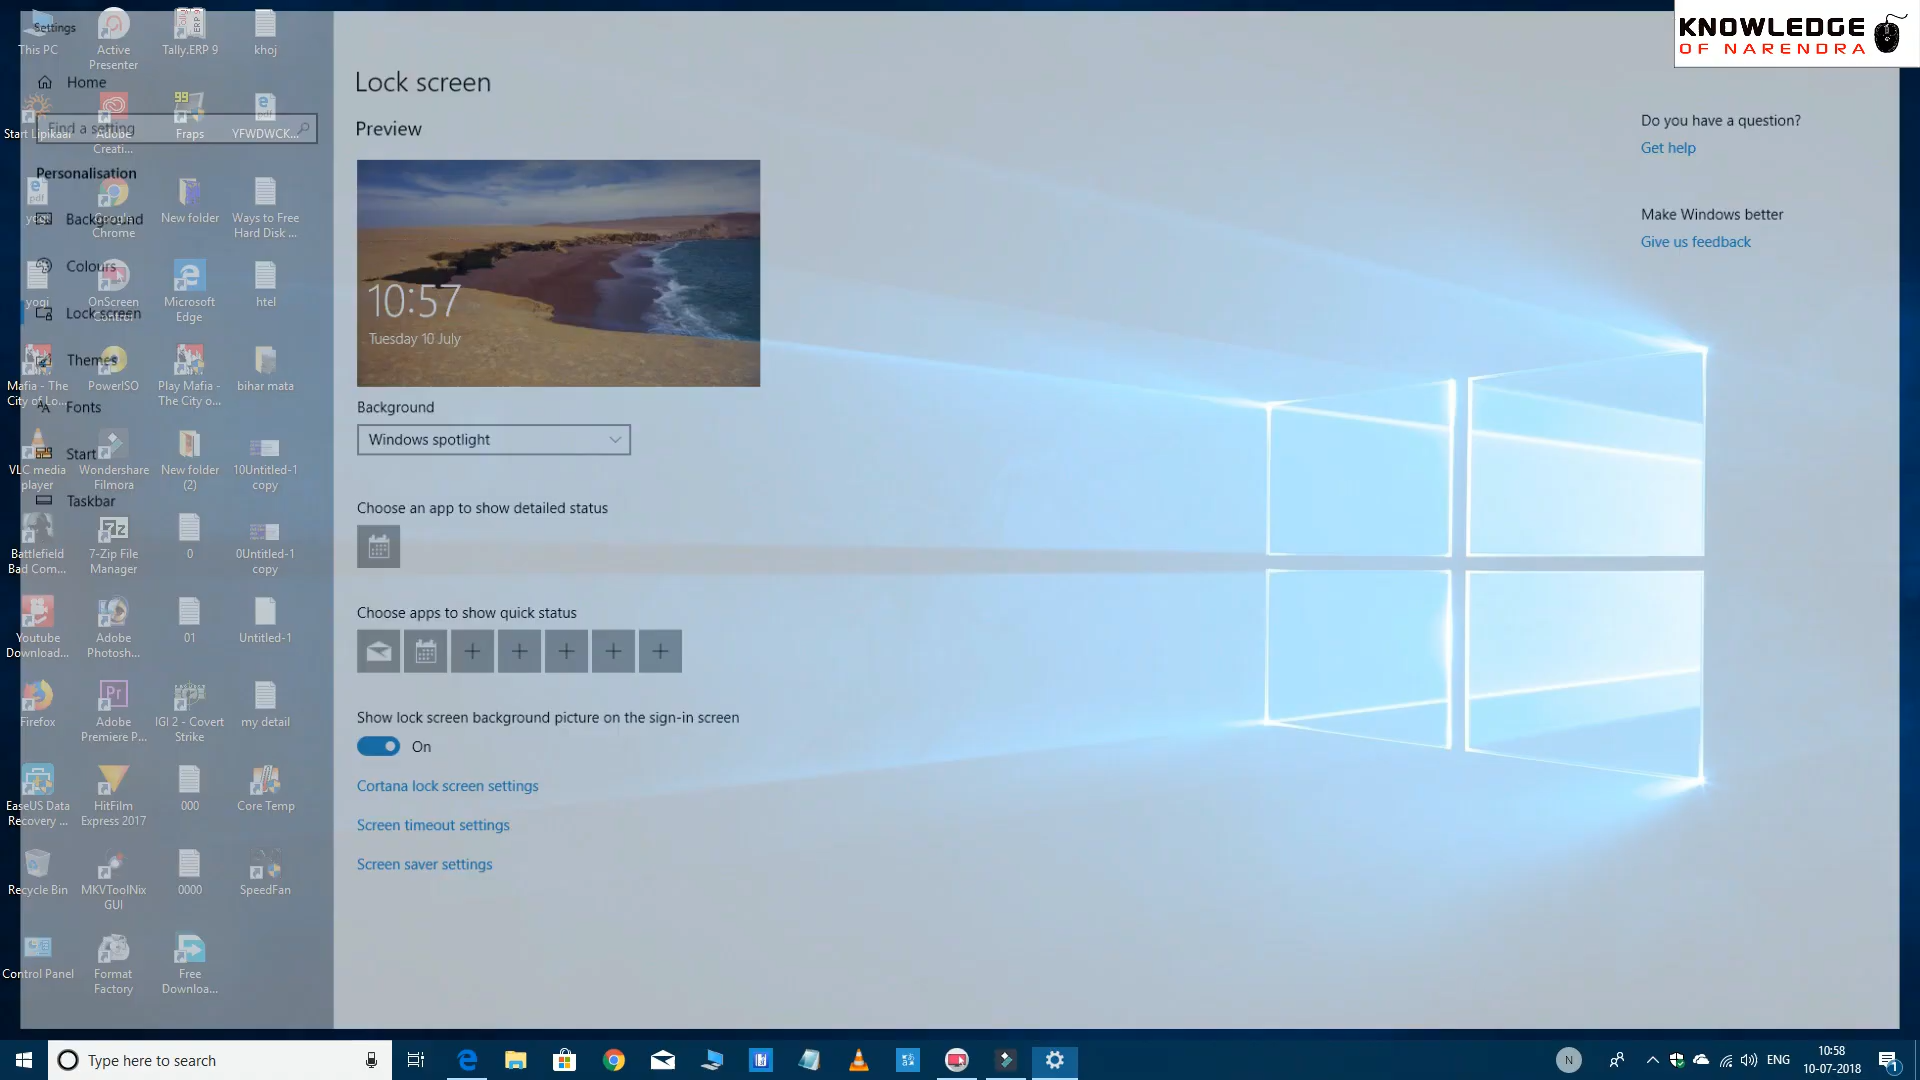 KNOWLEDGE
OF NARENDRA
Settings
Home
Find a setting
Personalisation
Background
Colours
Lock screen
Themes
Fonts
Start
Taskbar
This PC
Active
Presenter
Tally.ERP 9
khoj
Start Lipikaar
Adobe
Creati...
Fraps
YFWDWCK...
yogi
Google
Chrome
New folder
Ways to Free
Hard Disk ...
yogi
OnScreen
Control
Microsoft
Edge
htel
Mafia - The
City of Lo...
PowerISO
Play Mafia -
The City o...
bihar mata
VLC media
player
Wondershare
Filmora
New folder
(2)
10Untitled-1
copy
Battlefield
Bad Com...
7-Zip File
Manager
0
0Untitled-1
copy
Youtube
Download...
Adobe
Photosh...
01
Untitled-1
Firefox
Adobe
Premiere P...
IGI 2 - Covert
Strike
my detail
EaseUS Data
Recovery ...
HitFilm
Express 2017
000
Core Temp
Recycle Bin
MKVToolNix
GUI
0000
SpeedFan
Control Panel
Format
Factory
Free
Downloa...
Lock screen
Preview
10:57
Tuesday 10 July
Background
Windows spotlight
Choose an app to show detailed status
Choose apps to show quick status
Show lock screen background picture on the sign-in screen
On
Cortana lock screen settings
Screen timeout settings
Screen saver settings
Do you have a question?
Get help
Make Windows better
Give us feedback
Type here to search
N
ENG
10:58
10-07-2018
1